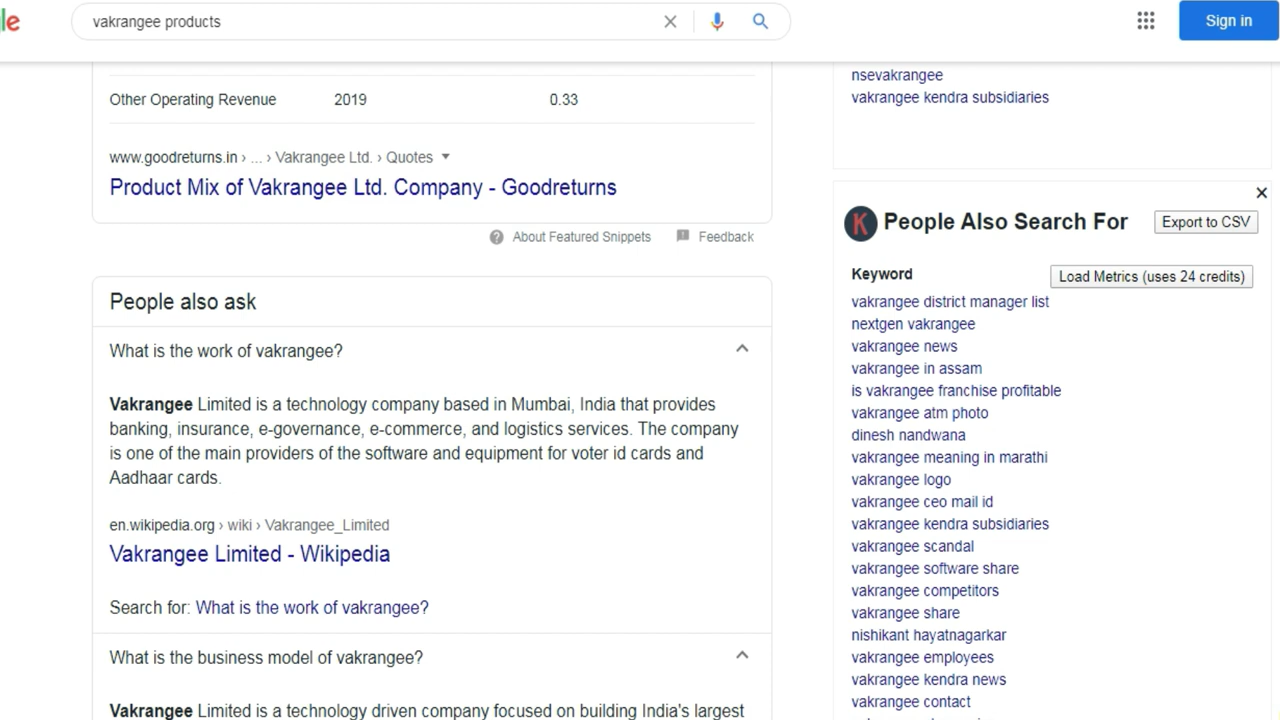 le
vakrangee products
Sign in
Other Operating Revenue 2019 0.33
www.goodreturns.in › ... › Vakrangee Ltd. › Quotes
Product Mix of Vakrangee Ltd. Company - Goodreturns
About Featured Snippets Feedback
People also ask
What is the work of vakrangee?
Vakrangee Limited is a technology company based in Mumbai, India that provides
banking, insurance, e-governance, e-commerce, and logistics services. The company
is one of the main providers of the software and equipment for voter id cards and
Aadhaar cards.
en.wikipedia.org › wiki › Vakrangee_Limited
Vakrangee Limited - Wikipedia
Search for: What is the work of vakrangee?
What is the business model of vakrangee?
Vakrangee Limited is a technology driven company focused on building India's largest
nsevakrangee
vakrangee kendra subsidiaries
K People Also Search For Export to CSV
Keyword Load Metrics (uses 24 credits)
vakrangee district manager list
nextgen vakrangee
vakrangee news
vakrangee in assam
is vakrangee franchise profitable
vakrangee atm photo
dinesh nandwana
vakrangee meaning in marathi
vakrangee logo
vakrangee ceo mail id
vakrangee kendra subsidiaries
vakrangee scandal
vakrangee software share
vakrangee competitors
vakrangee share
nishikant hayatnagarkar
vakrangee employees
vakrangee kendra news
vakrangee contact